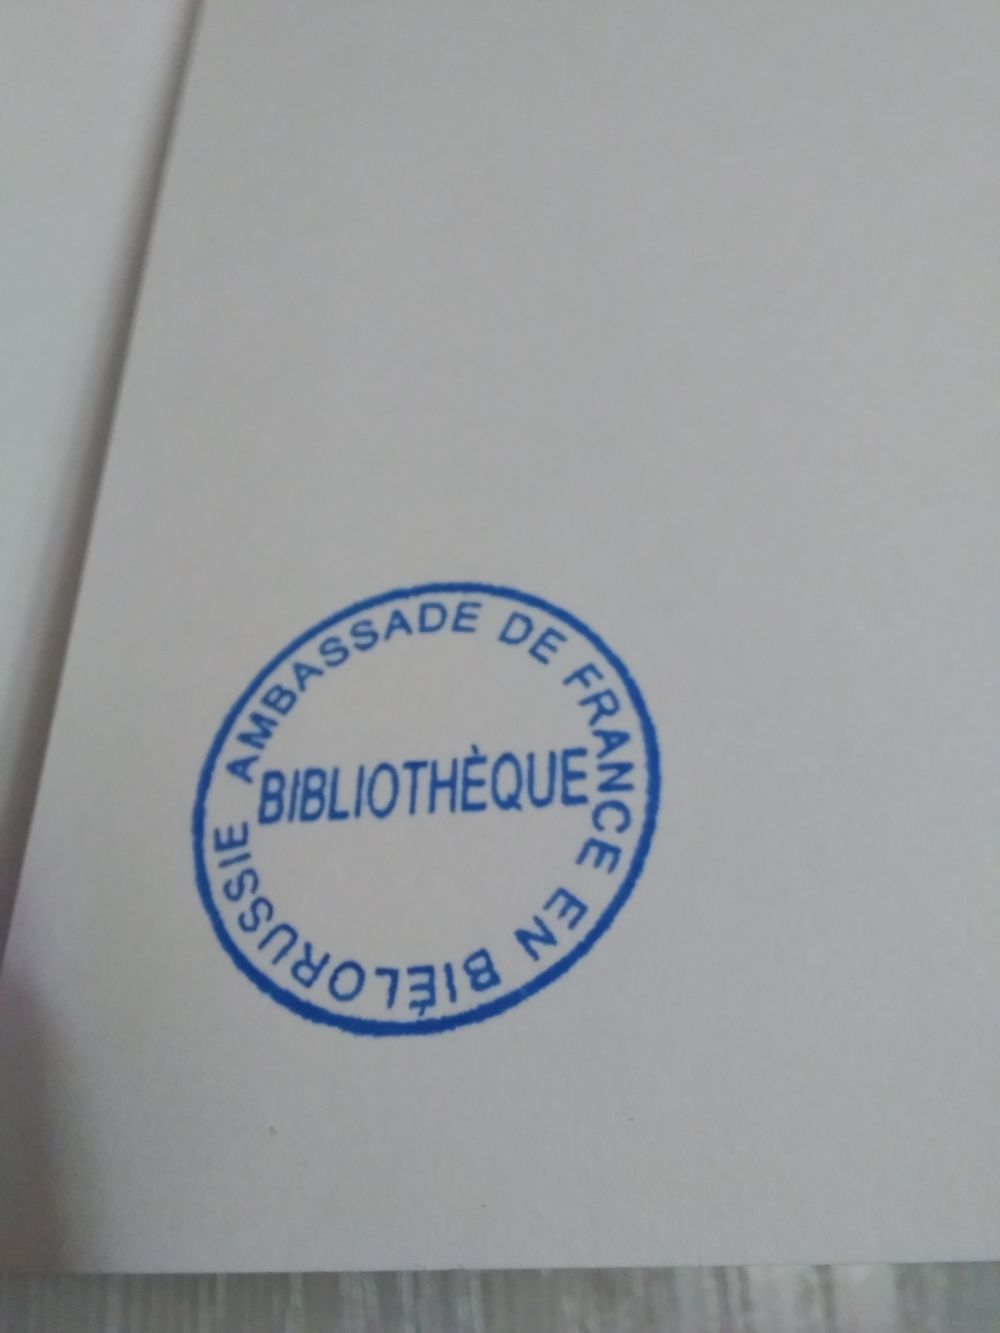 AMBASSADE DE FRANCE EN BIÉLORUSSIE
BIBLIOTHÈQUE